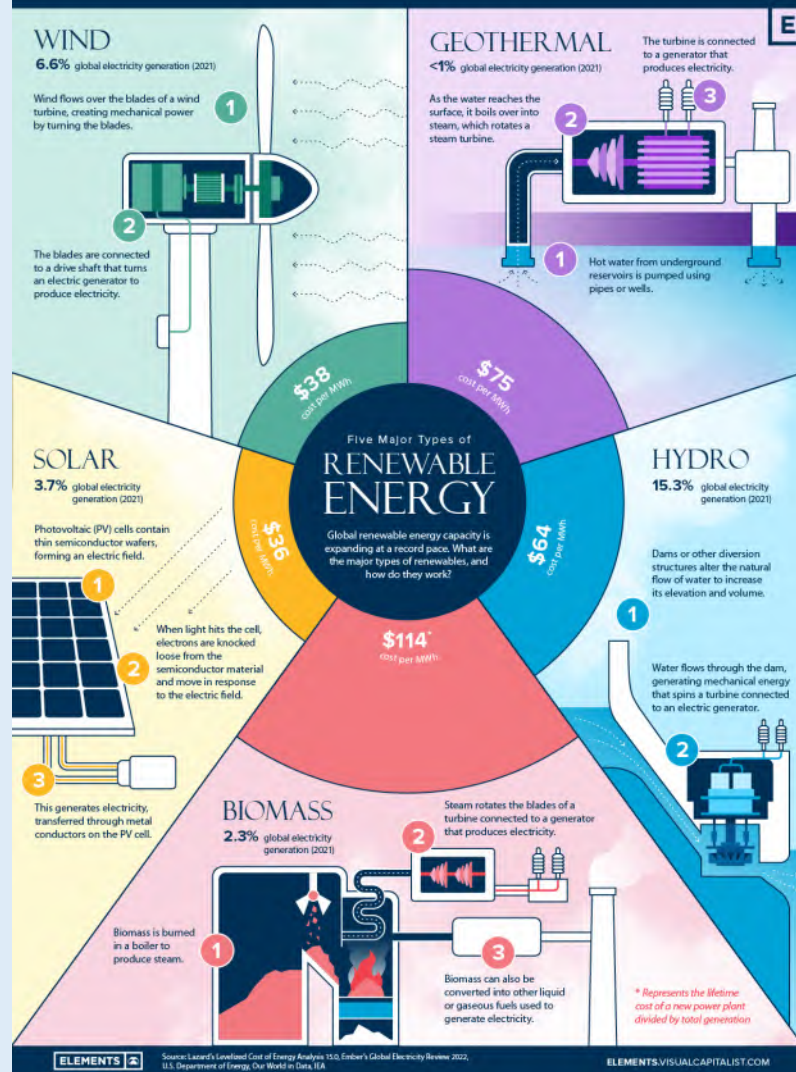 E
WIND
6.6% global electricity generation (2021)
Wind flows over the blades of a wind
turbine, creating mechanical power
by turning the blades.
1
2
The blades are connected
to a drive shaft that turns
an electric generator to
produce electricity.
$38
cost per MWh
GEOTHERMAL
<1% global electricity generation (2021)
The turbine is connected
to a generator that
produces electricity.
3
As the water reaches the
surface, it boils over into
steam, which rotates a
steam turbine.
2
1
Hot water from underground
reservoirs is pumped using
pipes or wells.
$75
cost per MWh
Five Major Types of
RENEWABLE
ENERGY
Global renewable energy capacity is
expanding at a record pace. What are
the major types of renewables, and
how do they work?
SOLAR
3.7% global electricity
generation (2021)
Photovoltaic (PV) cells contain
thin semiconductor wafers,
forming an electric field.
1
2
When light hits the cell,
electrons are knocked
loose from the
semiconductor material
and move in response
to the electric field.
3
This generates electricity,
transferred through metal
conductors on the PV cell.
$36
cost per MWh
HYDRO
15.3% global electricity
generation (2021)
Dams or other diversion
structures alter the natural
flow of water to increase
its elevation and volume.
1
Water flows through the dam,
generating mechanical energy
that spins a turbine connected
to an electric generator.
2
$64
cost per MWh
$114*
cost per MWh
BIOMASS
2.3% global electricity
generation (2021)
Steam rotates the blades of a
turbine connected to a generator
that produces electricity.
2
Biomass is burned
in a boiler to
produce steam.
1
3
Biomass can also be
converted into other liquid
or gaseous fuels used to
generate electricity.
* Represents the lifetime
cost of a new power plant
divided by total generation
ELEMENTS
Source: Lazard's Levelized Cost of Energy Analysis 15.0, Ember's Global Electricity Review 2022,
U.S. Department of Energy, Our World in Data, IEA
ELEMENTS.VISUALCAPITALIST.COM